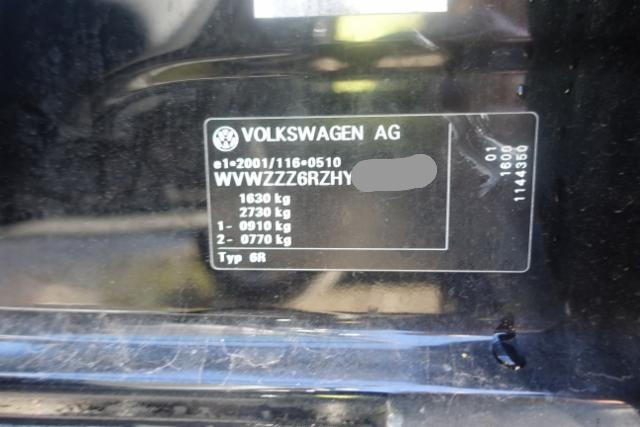 VOLKSWAGEN AG
e1*2001/116*0510
WVWZZZ6RZHY
1630 kg
2730 kg
1- 0910 kg
2- 0770 kg
Typ 6R
01
1600
1144350